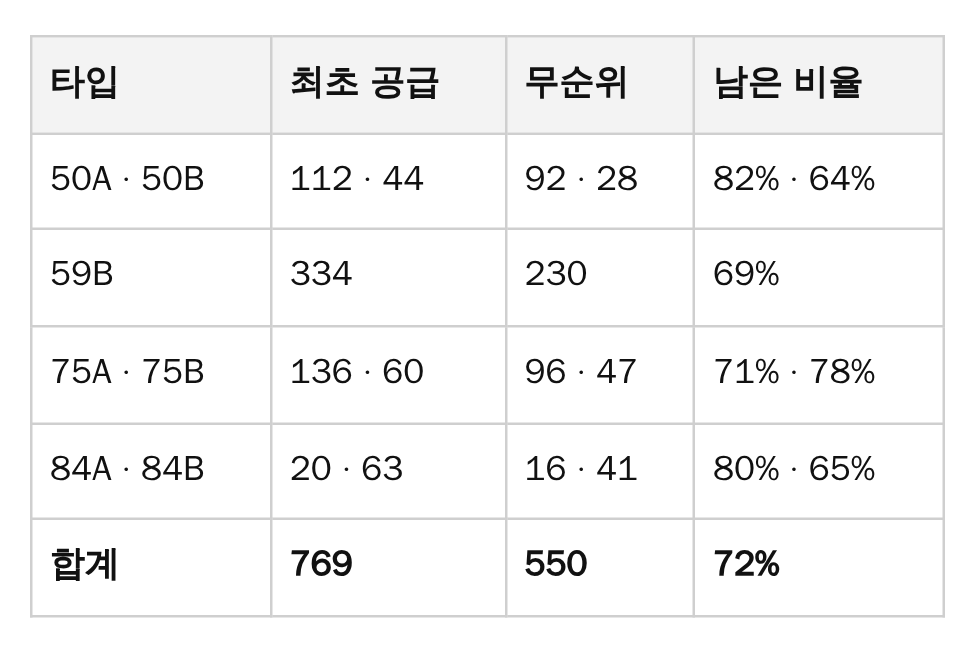 타입 최초 공급 무순위 남은 비율
50A · 50B 112 · 44 92 · 28 82% · 64%
59B 334 230 69%
75A · 75B 136 · 60 96 · 47 71% · 78%
84A · 84B 20 · 63 16 · 41 80% · 65%
합계 769 550 72%